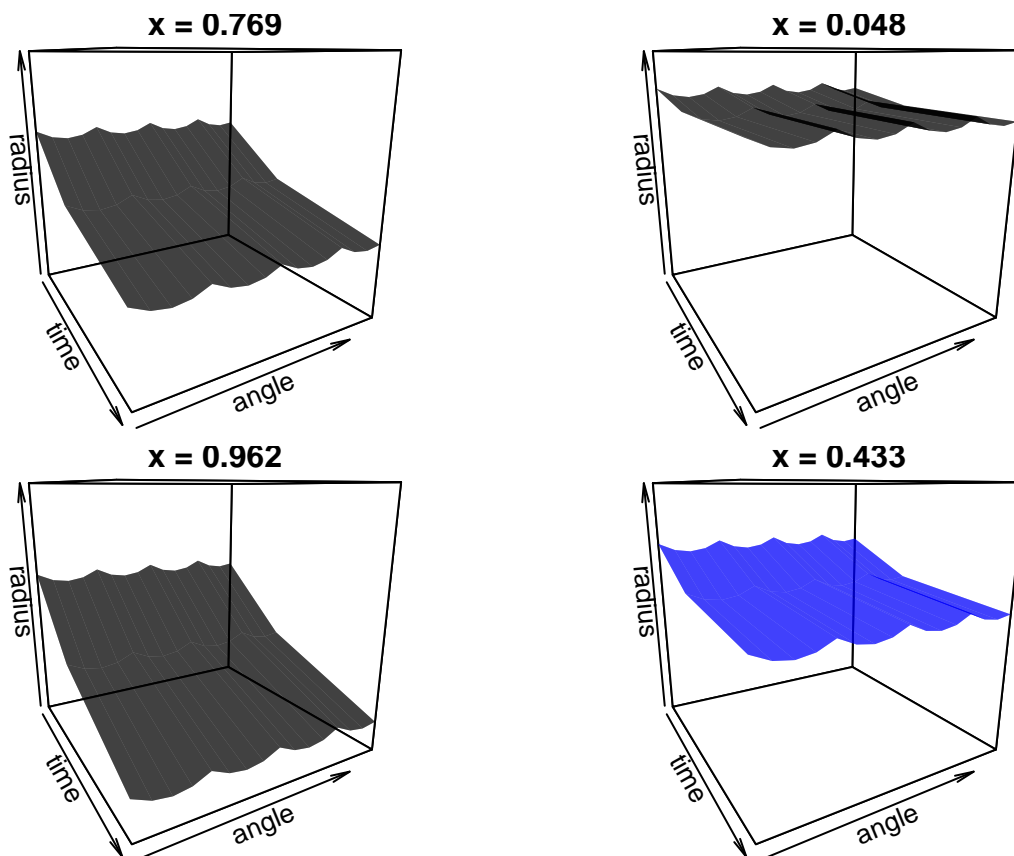 x = 0.769
radius
time
angle
x = 0.048
radius
time
angle
x = 0.962
radius
time
angle
x = 0.433
radius
time
angle